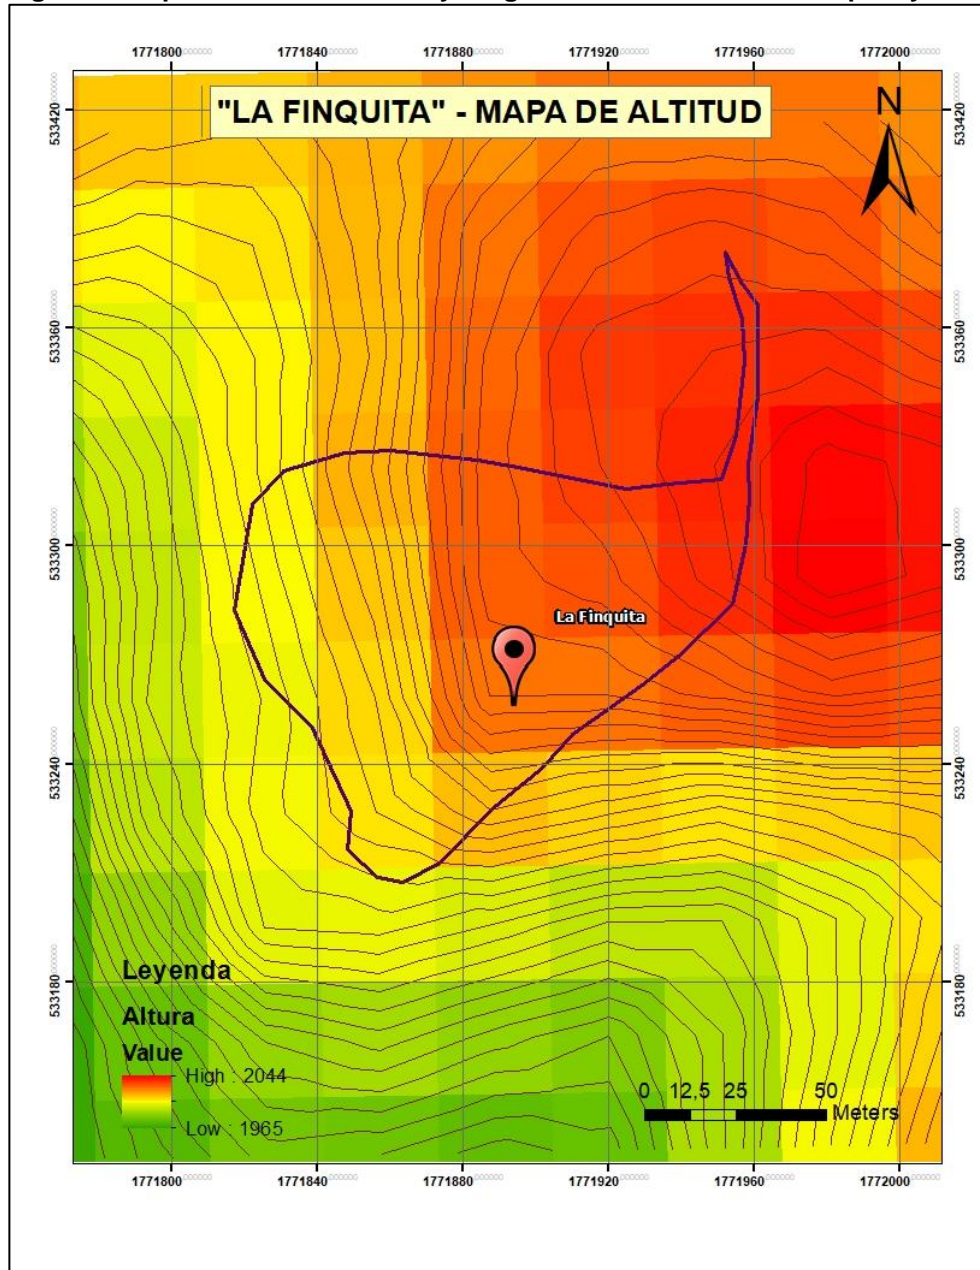 1771800 1771840 1771880 1771920 1771960 1772000
"LA FINQUITA" - MAPA DE ALTITUD
N
533420 533420
533360 533360
533300 533300
La Finquita
533240 533240
533180 533180
Leyenda
Altura
Value
High : 2044
Low : 1965
0 12,5 25 50
Meters
1771800 1771840 1771880 1771920 1771960 1772000